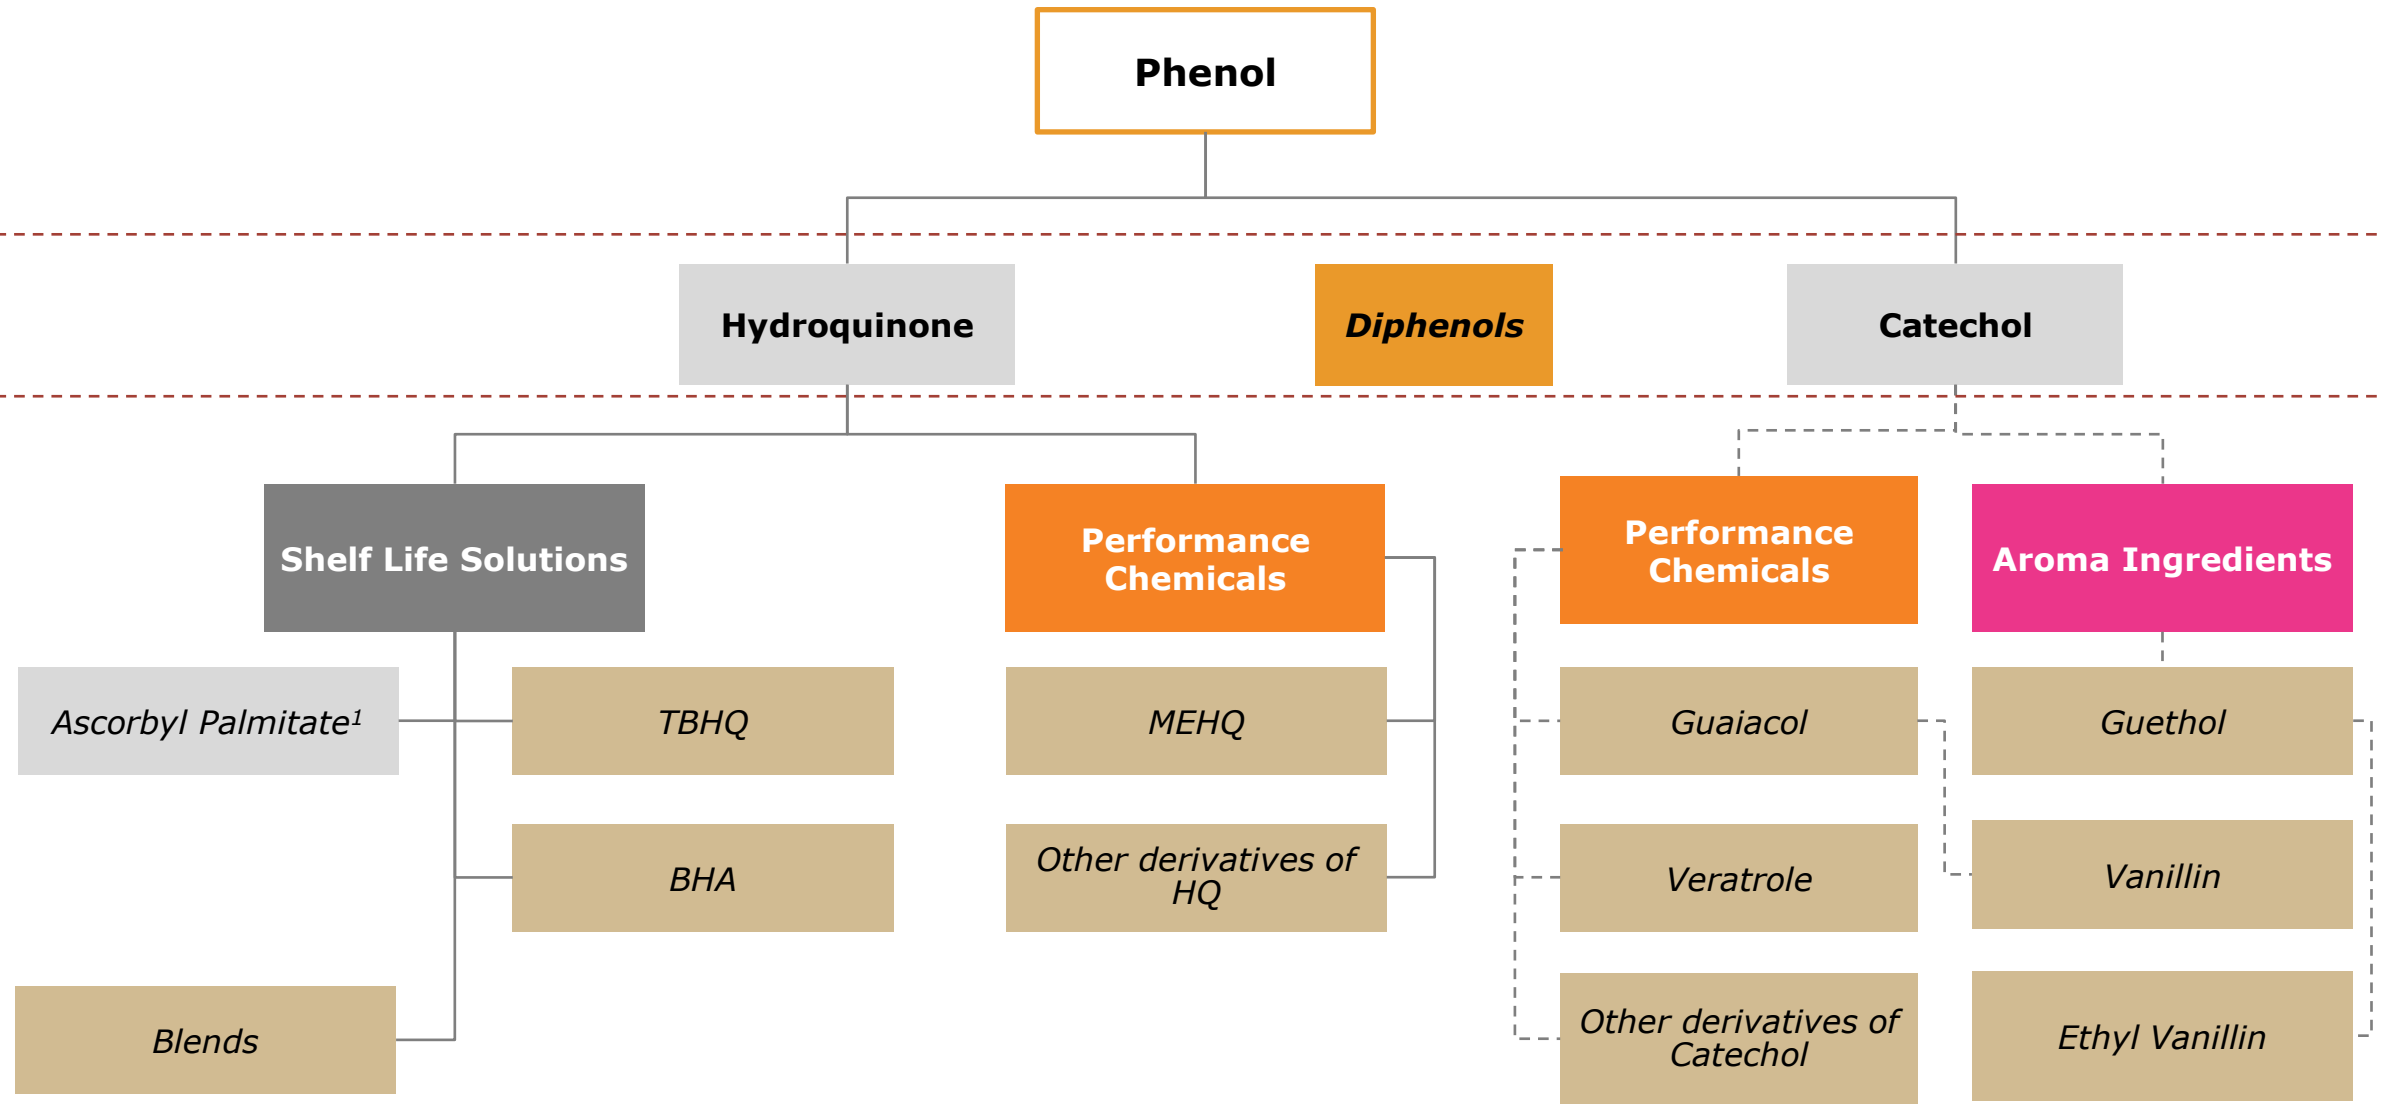 Phenol
Hydroquinone
Diphenols
Catechol
Shelf Life Solutions
Performance
Chemicals
Performance
Chemicals
Aroma Ingredients
Ascorbyl Palmitate¹
TBHQ
MEHQ
Guaiacol
Guethol
BHA
Other derivatives of
HQ
Veratrole
Vanillin
Blends
Other derivatives of
Catechol
Ethyl Vanillin